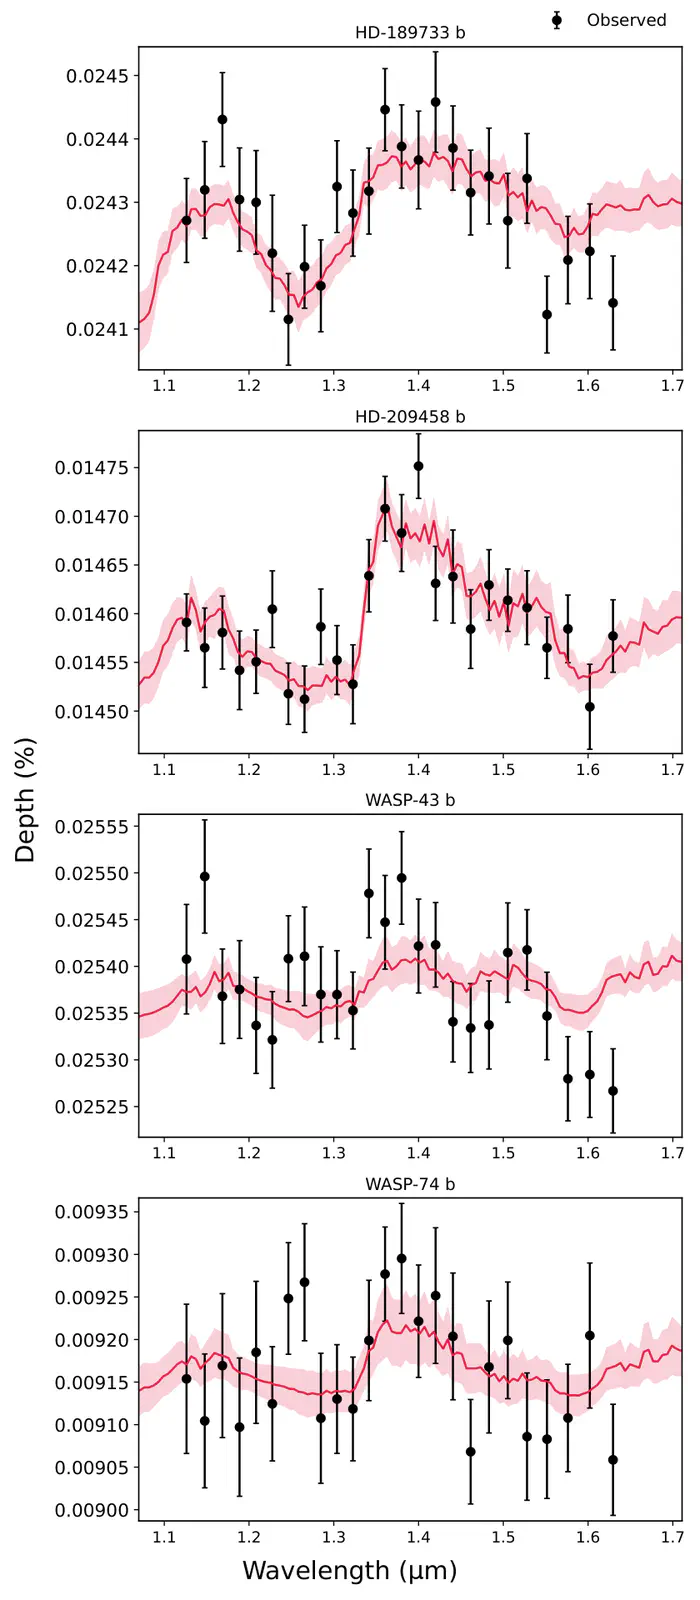 Observed
HD-189733 b
0.0245
0.0244
0.0243
0.0242
0.0241
1.1 1.2 1.3 1.4 1.5 1.6 1.7
HD-209458 b
0.01475
0.01470
0.01465
0.01460
0.01455
0.01450
1.1 1.2 1.3 1.4 1.5 1.6 1.7
Depth (%)
WASP-43 b
0.02555
0.02550
0.02545
0.02540
0.02535
0.02530
0.02525
1.1 1.2 1.3 1.4 1.5 1.6 1.7
WASP-74 b
0.00935
0.00930
0.00925
0.00920
0.00915
0.00910
0.00905
0.00900
1.1 1.2 1.3 1.4 1.5 1.6 1.7
Wavelength (μm)